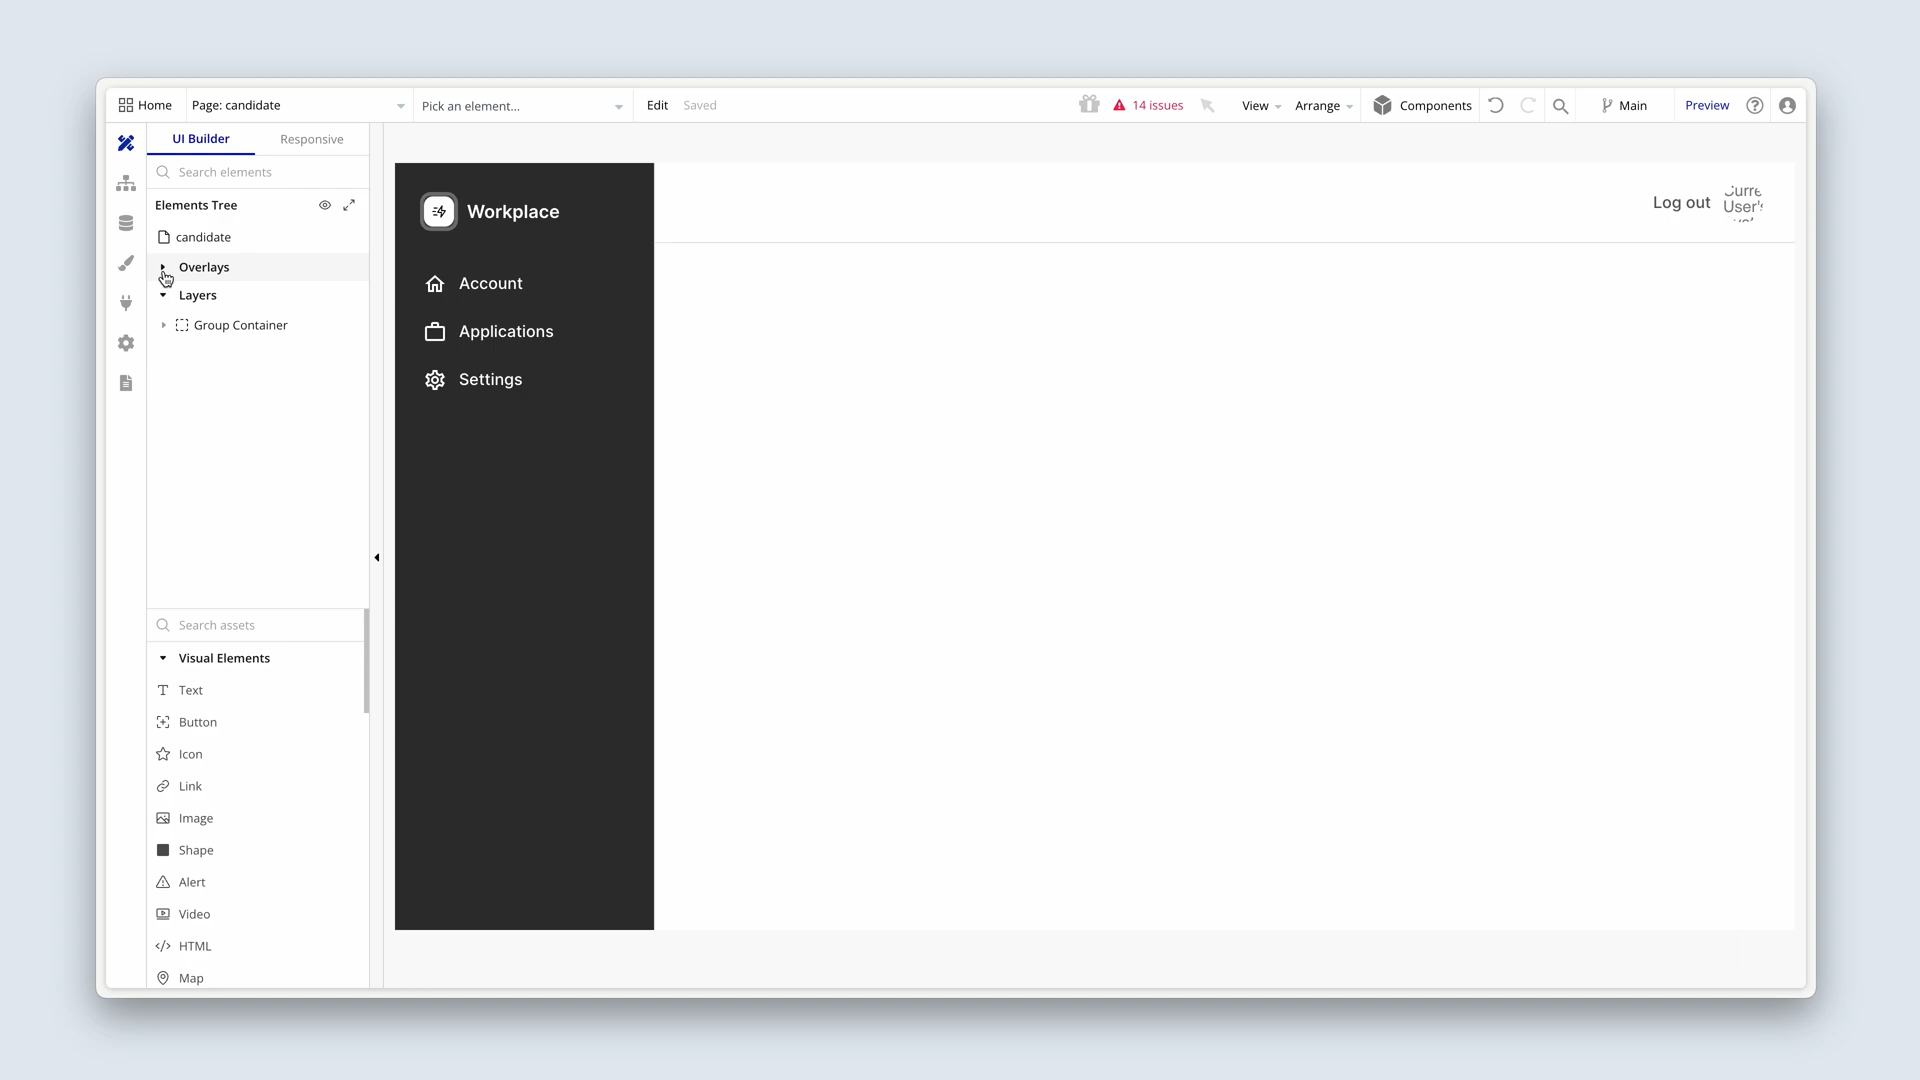 Home
Page: candidate
Pick an element...
Edit
Saved
14 issues
View
Arrange
Components
Main
Preview
UI Builder
Responsive
Search elements
Elements Tree
candidate
Overlays
Layers
Group Container
Search assets
Visual Elements
Text
Button
Icon
Link
Image
Shape
Alert
Video
HTML
Map
Workplace
Account
Applications
Settings
Log out
User's